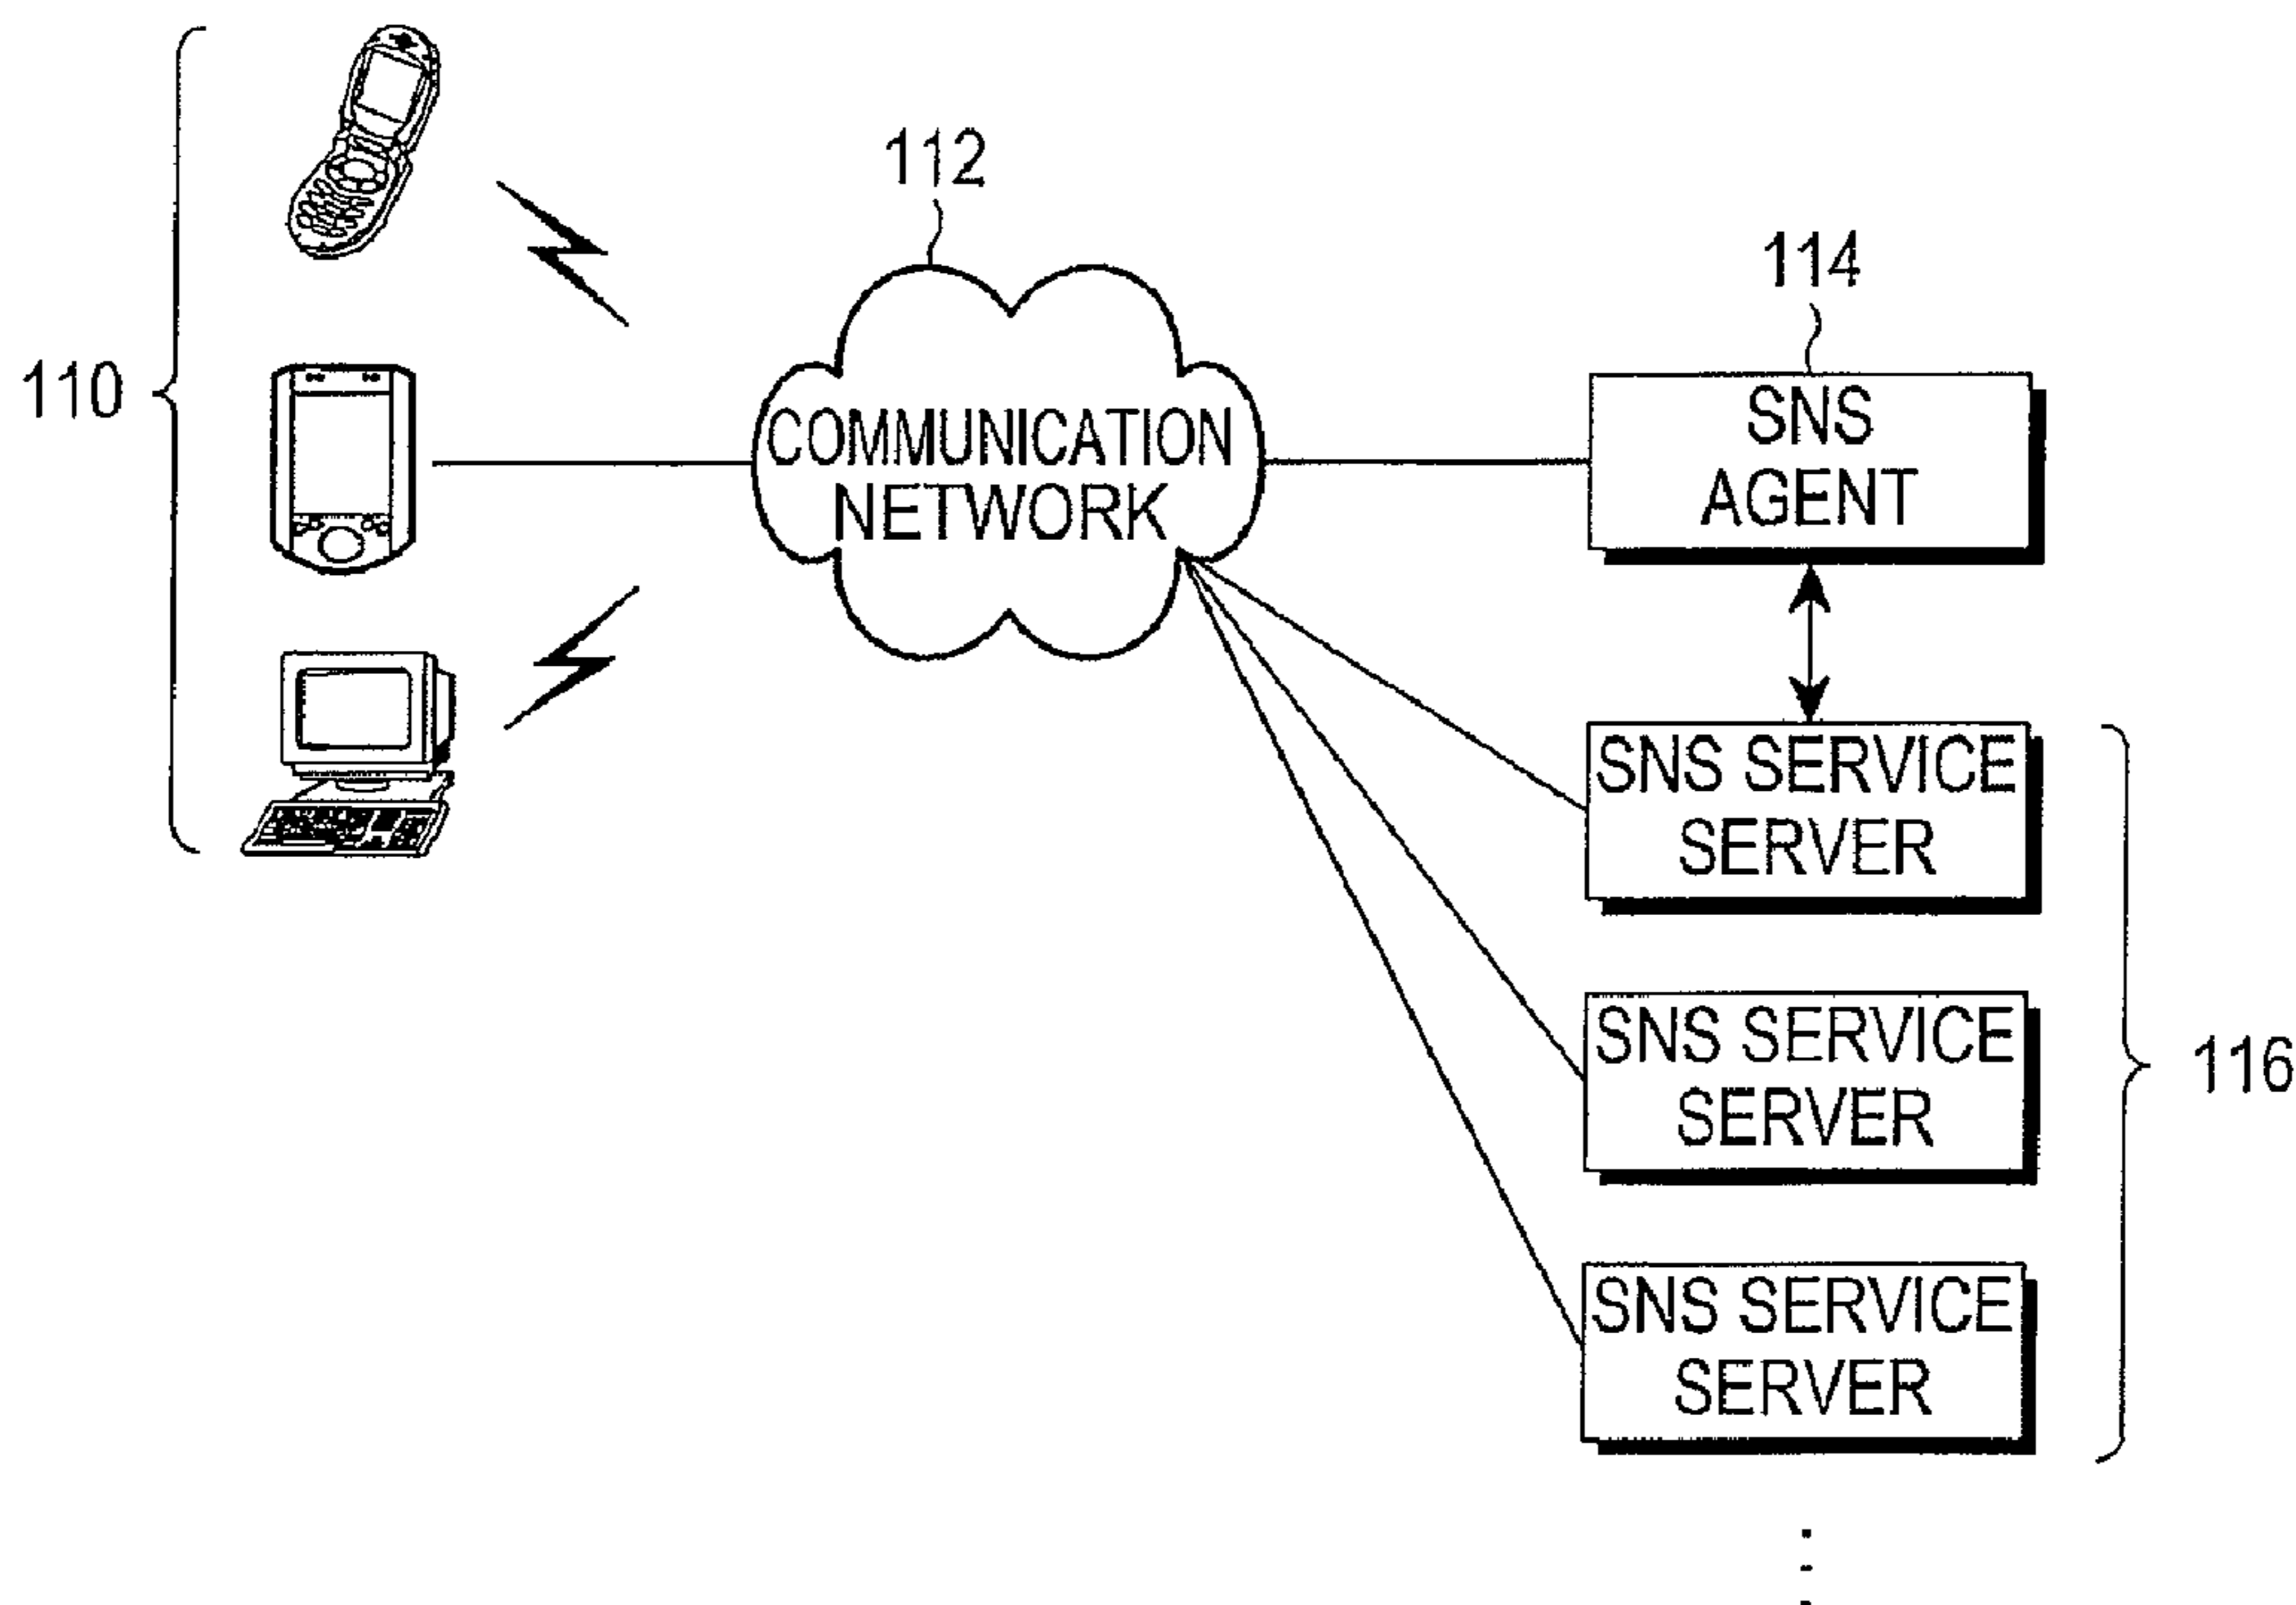 112
114
110
COMMUNICATION
NETWORK
SNS
AGENT
SNS SERVICE
SERVER
SNS SERVICE
SERVER
116
SNS SERVICE
SERVER